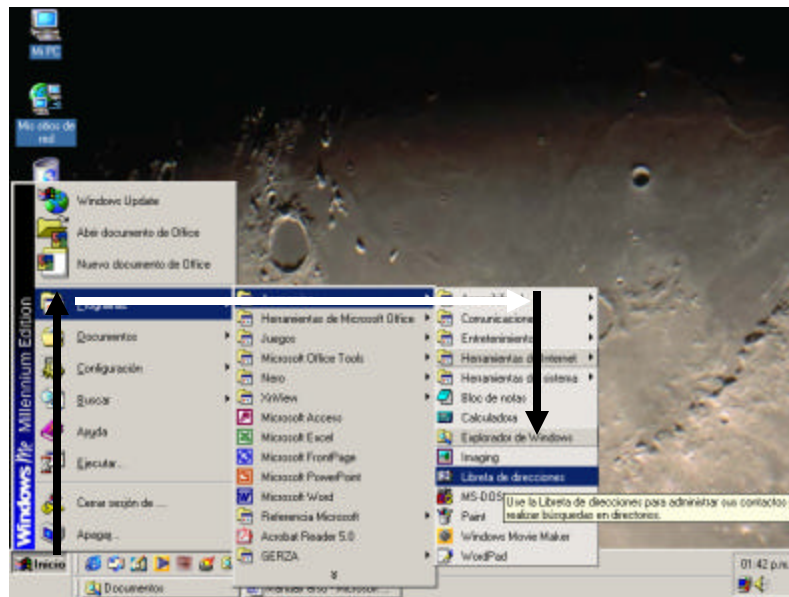 Mi PC
Mis sitios de
red
Windows Update
Abrir documento de Office
Nuevo documento de Office
Programas
Documentos
Configuración
Buscar
Ayuda
Ejecutar...
Cerrar sesión de ...
Apagar...
Windows Me Millennium Edition
Herramientas de Microsoft Office
Juegos
Microsoft Office Tools
Nero
XnView
Microsoft Access
Microsoft Excel
Microsoft FrontPage
Microsoft PowerPoint
Microsoft Word
Referencia Microsoft
Acrobat Reader 5.0
GERZA
Comunicaciones
Entretenimiento
Herramientas de Internet
Herramientas de sistema
Bloc de notas
Calculadora
Explorador de Windows
Imaging
Libreta de direcciones
MS-DOS
Paint
Windows Movie Maker
WordPad
Use la Libreta de direcciones para administrar sus contactos
realizar búsquedas en directorios.
Inicio
01:42 p.m.
Documentos
Microsoft ...